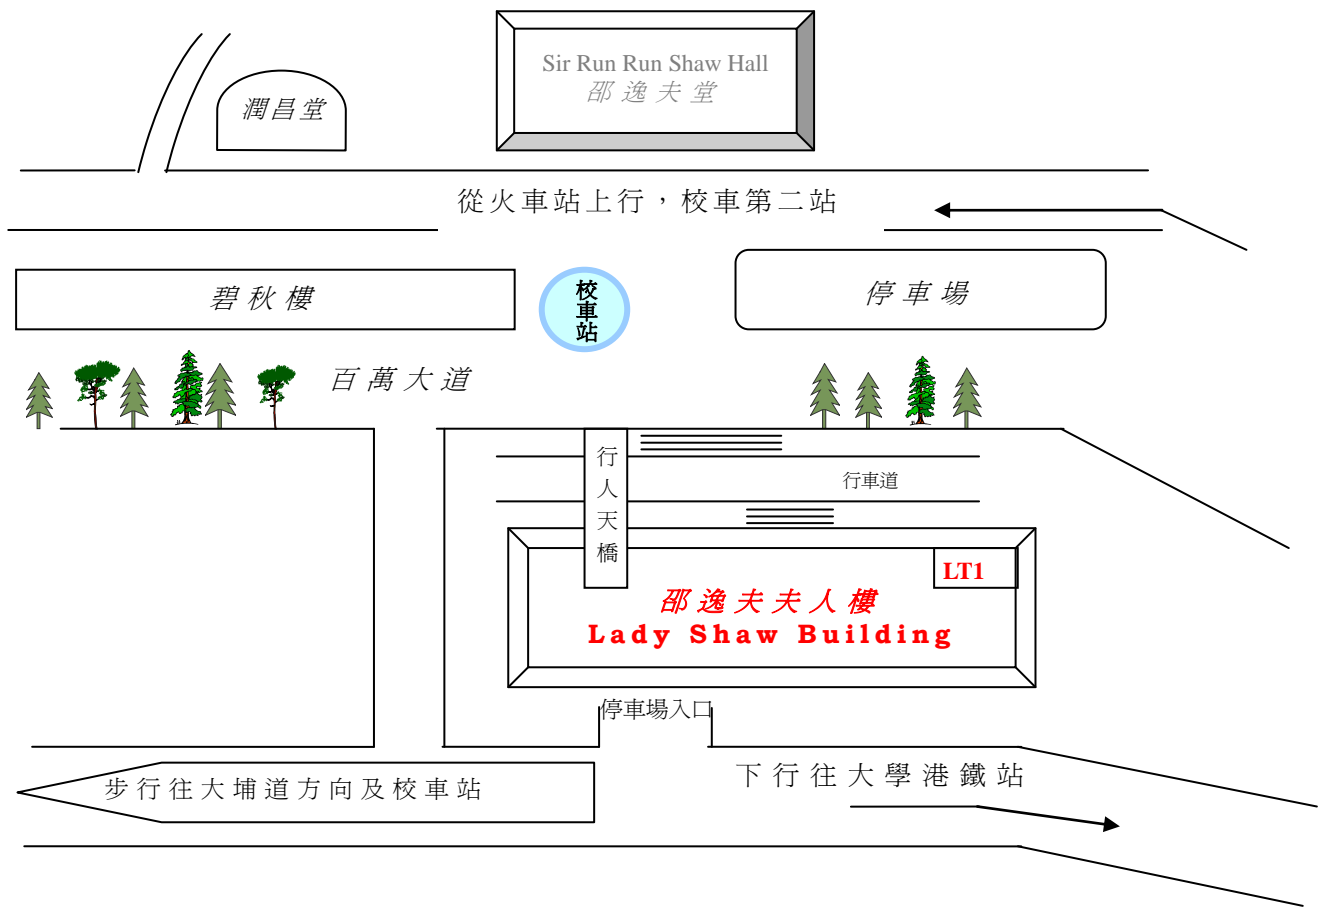 Sir Run Run Shaw Hall
邵逸夫堂
潤昌堂
從火車站上行，校車第二站
碧秋樓
校車站
停車場
百萬大道
行人天橋
行車道
LT1
邵逸夫夫人樓
Lady Shaw Building
停車場入口
步行往大埔道方向及校車站
下行往大學港鐵站